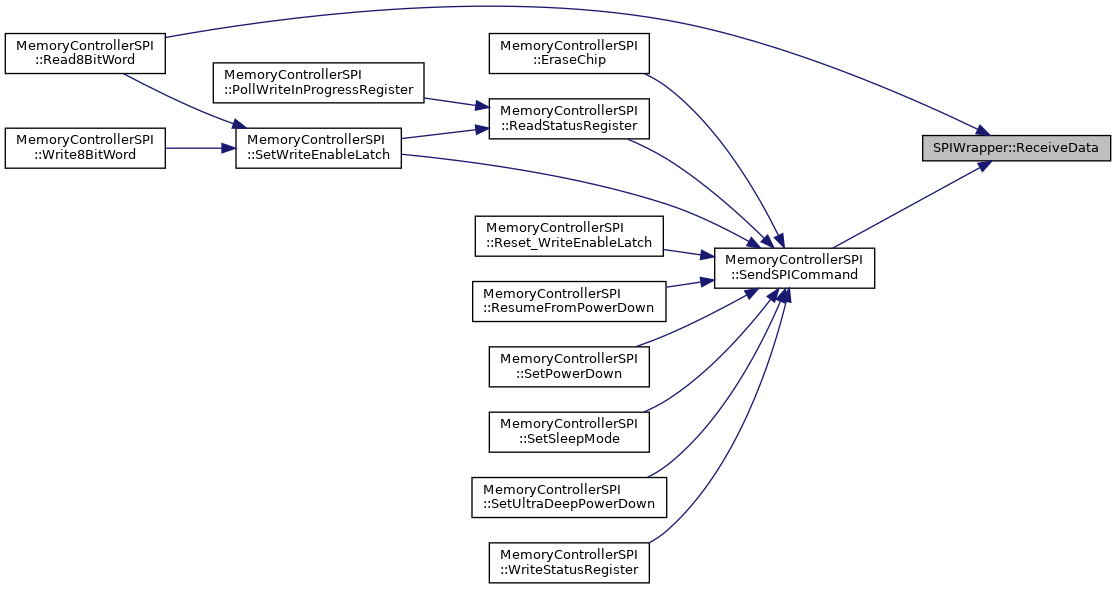 MemoryControllerSPI
::Read8BitWord
MemoryControllerSPI
::Write8BitWord
MemoryControllerSPI
::PollWriteInProgressRegister
MemoryControllerSPI
::SetWriteEnableLatch
MemoryControllerSPI
::EraseChip
MemoryControllerSPI
::ReadStatusRegister
MemoryControllerSPI
::Reset_WriteEnableLatch
MemoryControllerSPI
::ResumeFromPowerDown
MemoryControllerSPI
::SetPowerDown
MemoryControllerSPI
::SetSleepMode
MemoryControllerSPI
::SetUltraDeepPowerDown
MemoryControllerSPI
::WriteStatusRegister
MemoryControllerSPI
::SendSPICommand
SPIWrapper::ReceiveData